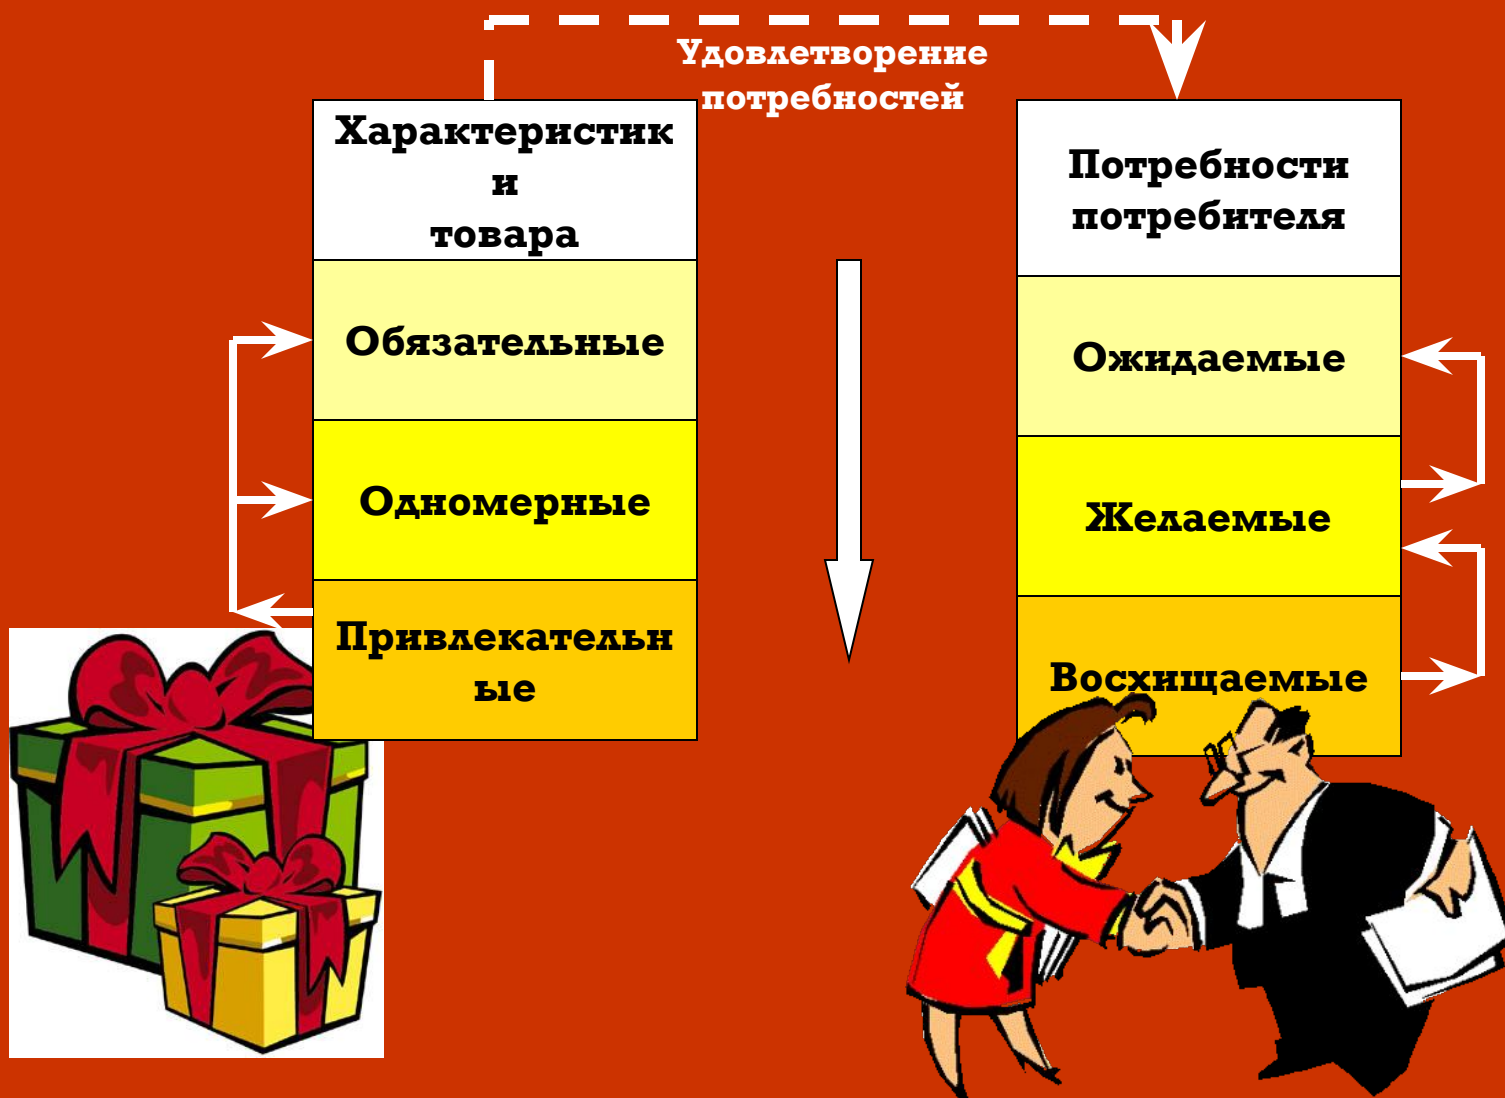 Удовлетворение
потребностей
Характеристик
и
товара
Обязательные
Одномерные
Привлекательн
ые
Потребности
потребителя
Ожидаемые
Желаемые
Восхищаемые